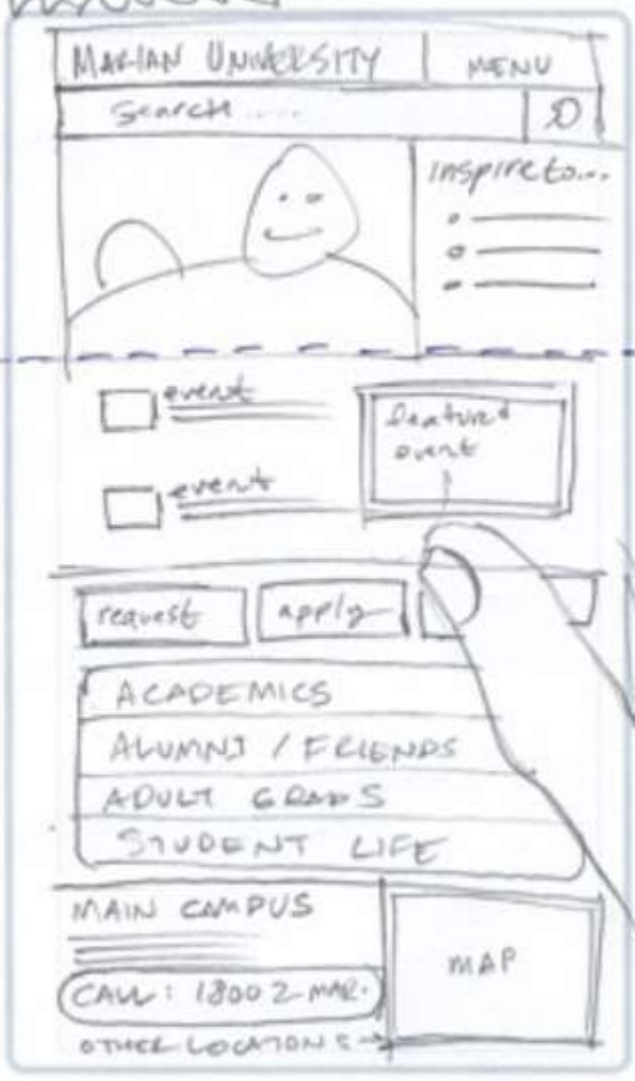 MARIAN UNIVERSITY MENU
Search ....
inspire to...
event
featured
event
event
request apply
ACADEMICS
ALUMNI / FRIENDS
ADULT GRADS
STUDENT LIFE
MAIN CAMPUS
MAP
CALL: 1800 2-MAR.
OTHER LOCATIONS